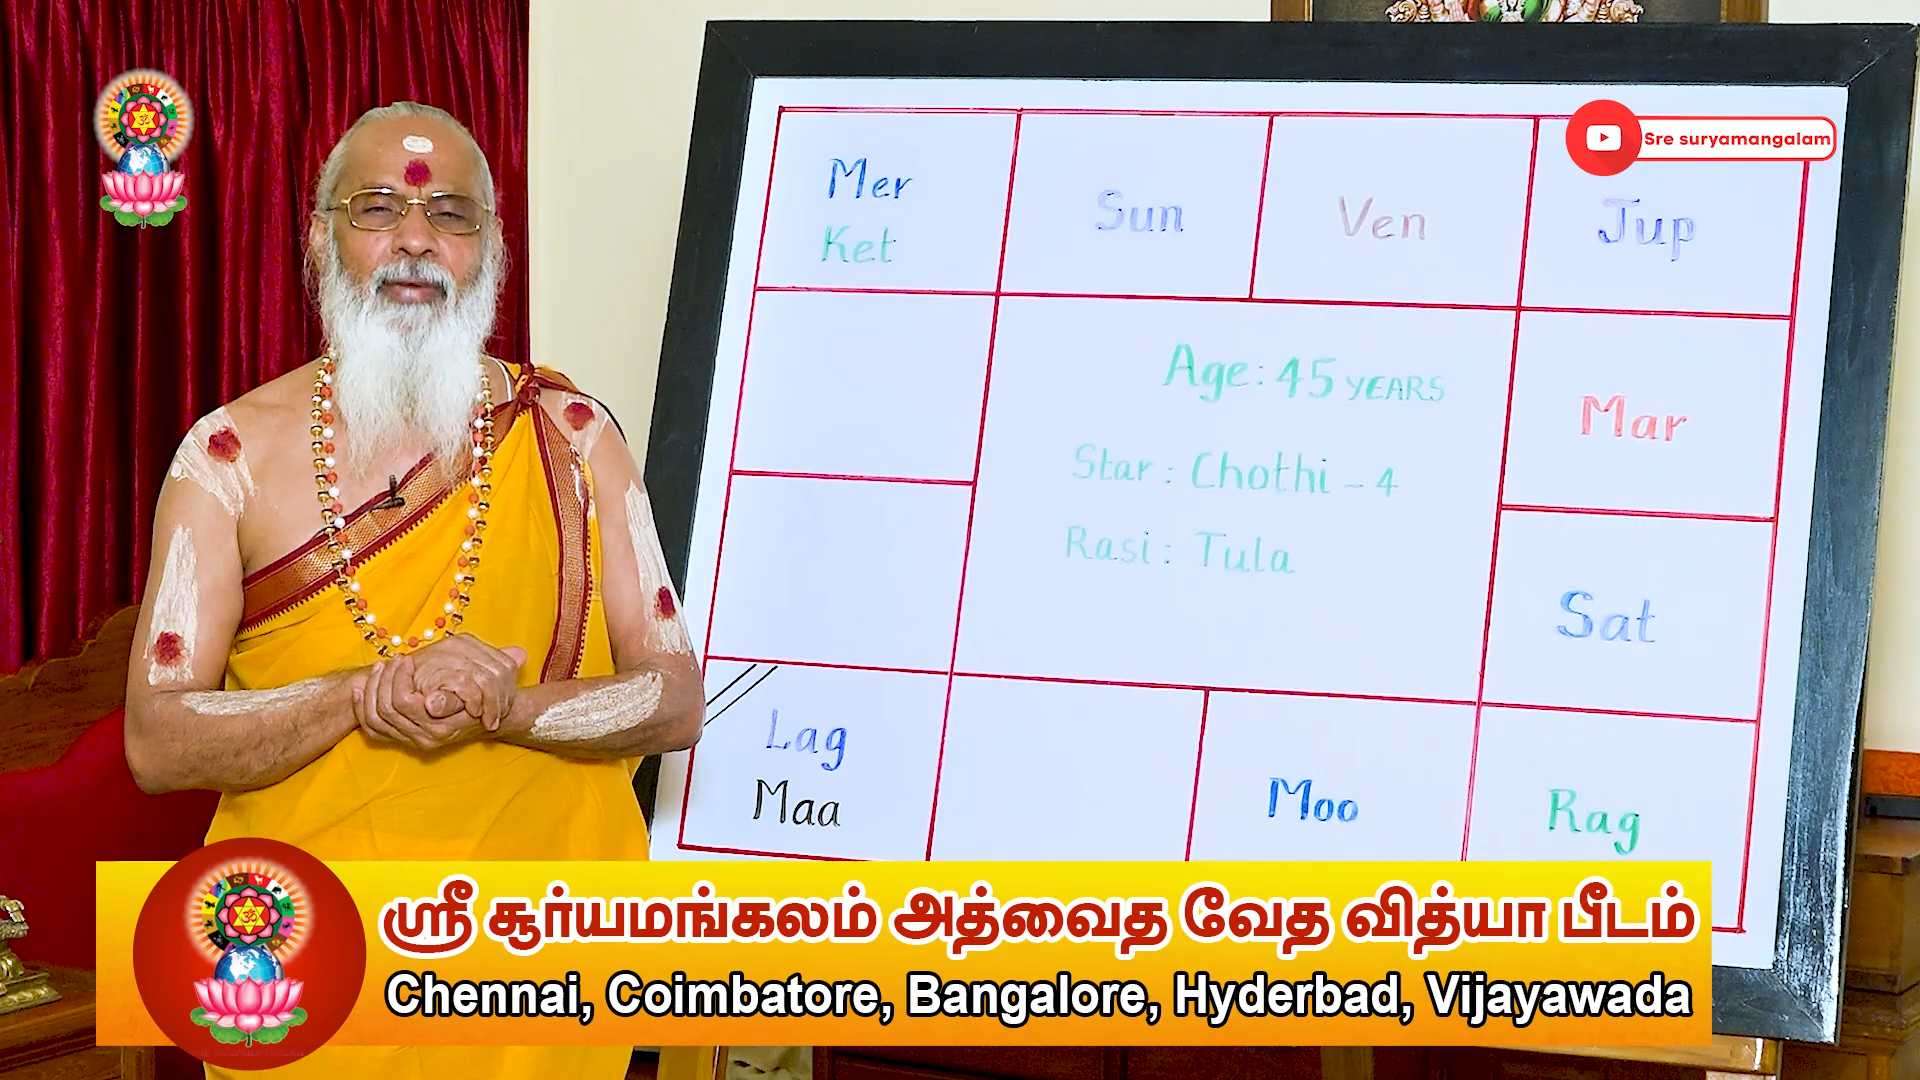 Sre suryamangalam
Mer
Ket
Sun
Ven
Jup
Age: 45 YEARS
Star : Chothi - 4
Rasi : Tula
Mar
Sat
Lag
Maa
Moo
Rag
ஸ்ரீ சூர்யமங்கலம் அத்வைத வேத வித்யா பீடம்
Chennai, Coimbatore, Bangalore, Hyderbad, Vijayawada